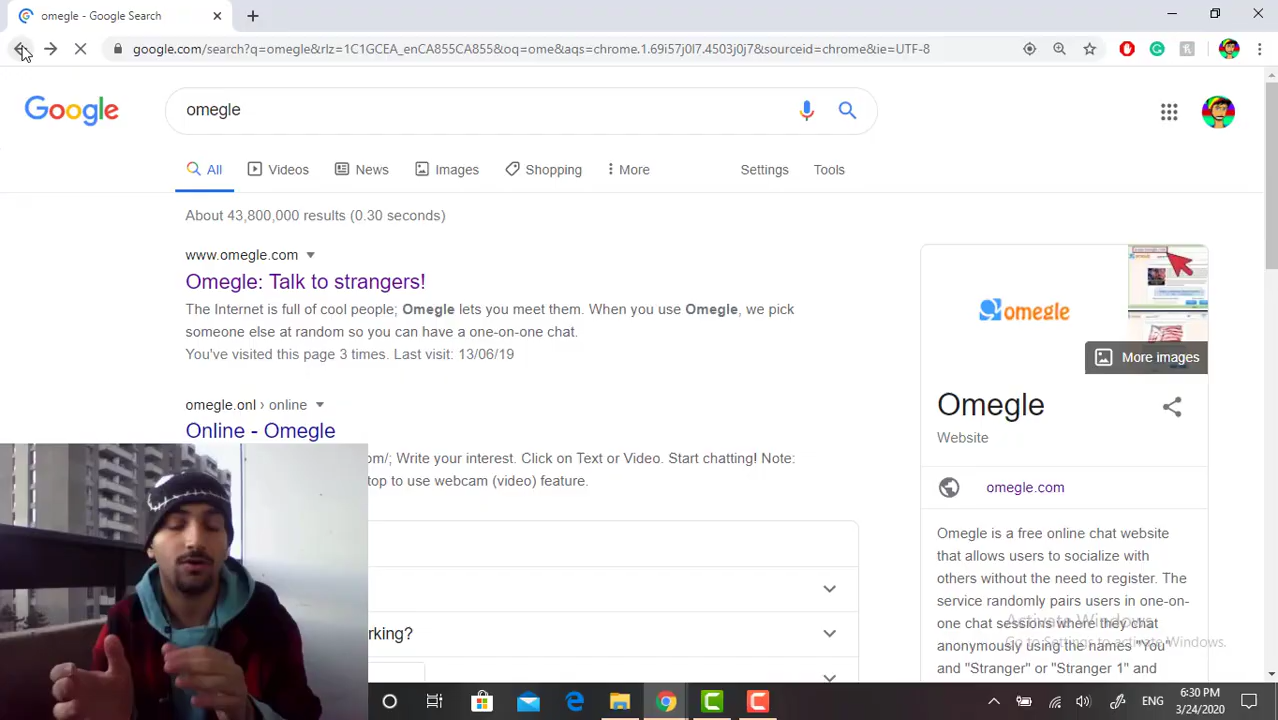 omegle - Google Search
google.com/search?q=omegle&rlz=1C1GCEA_enCA855CA855&oq=ome&aqs=chrome.1.69i57j0l7.4503j0j7&sourceid=chrome&ie=UTF-8
Google
omegle
All Videos News Images Shopping More Settings Tools
About 43,800,000 results (0.30 seconds)
www.omegle.com
Omegle: Talk to strangers!
The Internet is full of cool people; Omegle lets you meet them. When you use Omegle, we pick
someone else at random so you can have a one-on-one chat.
You've visited this page 3 times. Last visit: 13/06/19
omegle.onl › online
Online - Omegle
om/; Write your interest. Click on Text or Video. Start chatting! Note:
top to use webcam (video) feature.
rking?
omegle
More images
Omegle
Website
omegle.com
Omegle is a free online chat website
that allows users to socialize with
others without the need to register. The
service randomly pairs users in one-on-
one chat sessions where they chat
anonymously using the names "You"
and "Stranger" or "Stranger 1" and
Activate Windows
Go to Settings to activate Windows.
ENG
6:30 PM
3/24/2020